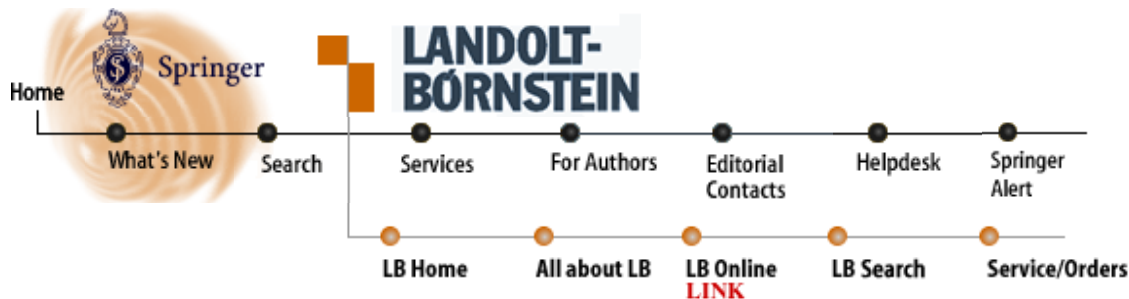 Springer
LANDOLT-
BØRNSTEIN
Home
What's New
Search
Services
For Authors
Editorial
Contacts
Helpdesk
Springer
Alert
LB Home
All about LB
LB Online
LINK
LB Search
Service/Orders